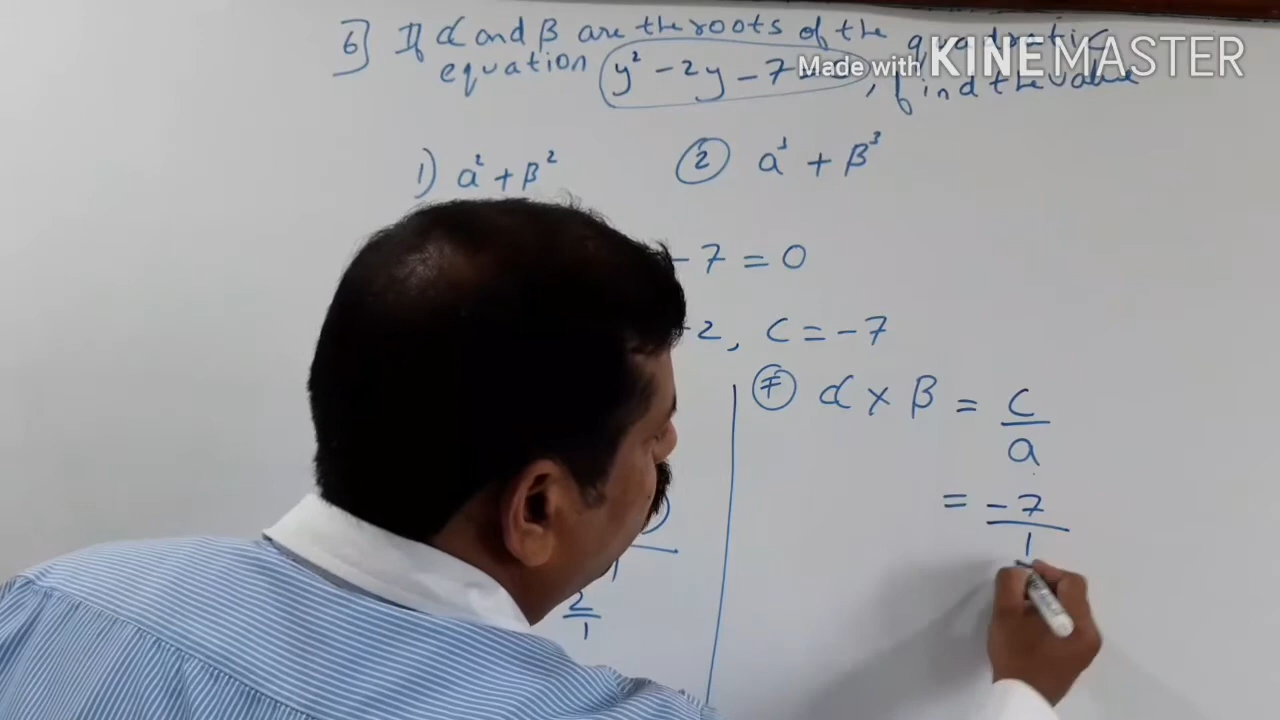 6] If α and β are the roots of the quadratic
equation y² - 2y - 7 = 0, find the value
Made with KINEMASTER
1) α² + β² ② α³ + β³
- 7 = 0
-2, C = -7
α × β = C/a
= -7/1
2/1